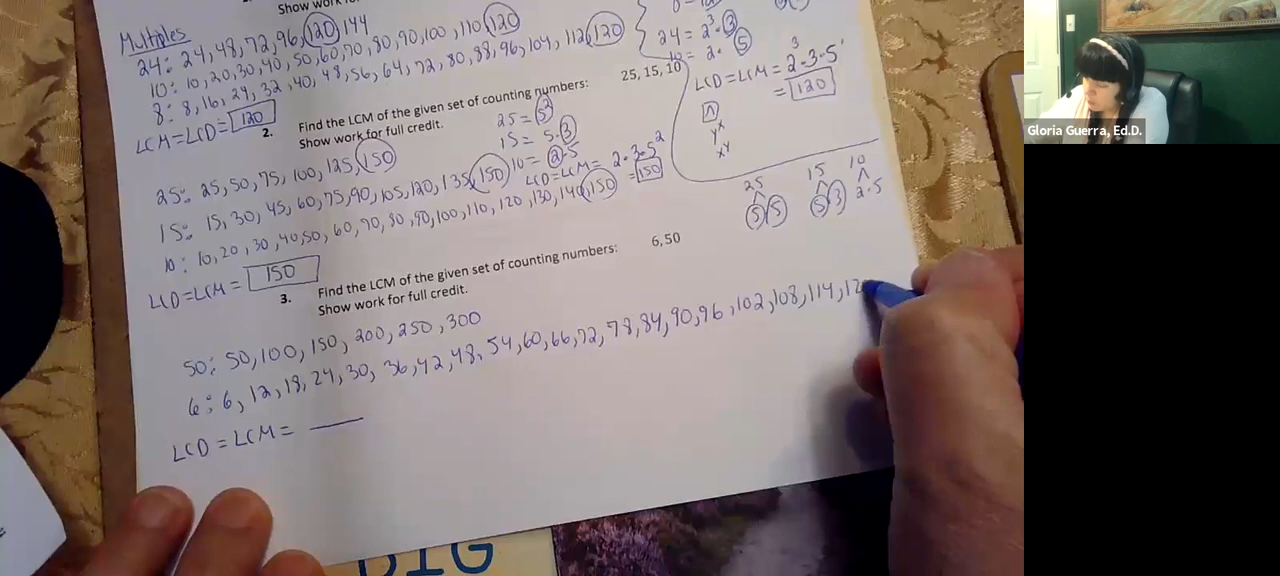 Show work for
Multiples
24: 24, 48, 72, 96, 120, 144
10: 10, 20, 30, 40, 50, 60, 70, 80, 90, 100, 110, 120
8: 8, 16, 24, 32, 40, 48, 56, 64, 72, 80, 88, 96, 104, 112, 120
LCM = LCD = 120
24 = 2³·3
10 = 2·5
LCD = LCM = 2³·3·5¹
= 120
^
y^x
x^y
2. Find the LCM of the given set of counting numbers: 25, 15, 10
Show work for full credit.
25 = 5²
15 = 5·3
10 = 2·5
LCD = LCM = 2·3·5²
= 150
25: 25, 50, 75, 100, 125, 150
15: 15, 30, 45, 60, 75, 90, 105, 120, 135, 150
10: 10, 20, 30, 40, 50, 60, 70, 80, 90, 100, 110, 120, 130, 140, 150
LCD = LCM = 150
25 15 10
5 5 5 3 2·5
3. Find the LCM of the given set of counting numbers: 6, 50
Show work for full credit.
50: 50, 100, 150, 200, 250, 300
6: 6, 12, 18, 24, 30, 36, 42, 48, 54, 60, 66, 72, 78, 84, 90, 96, 102, 108, 114, 12
LCD = LCM = ____
Gloria Guerra, Ed.D.
BIG